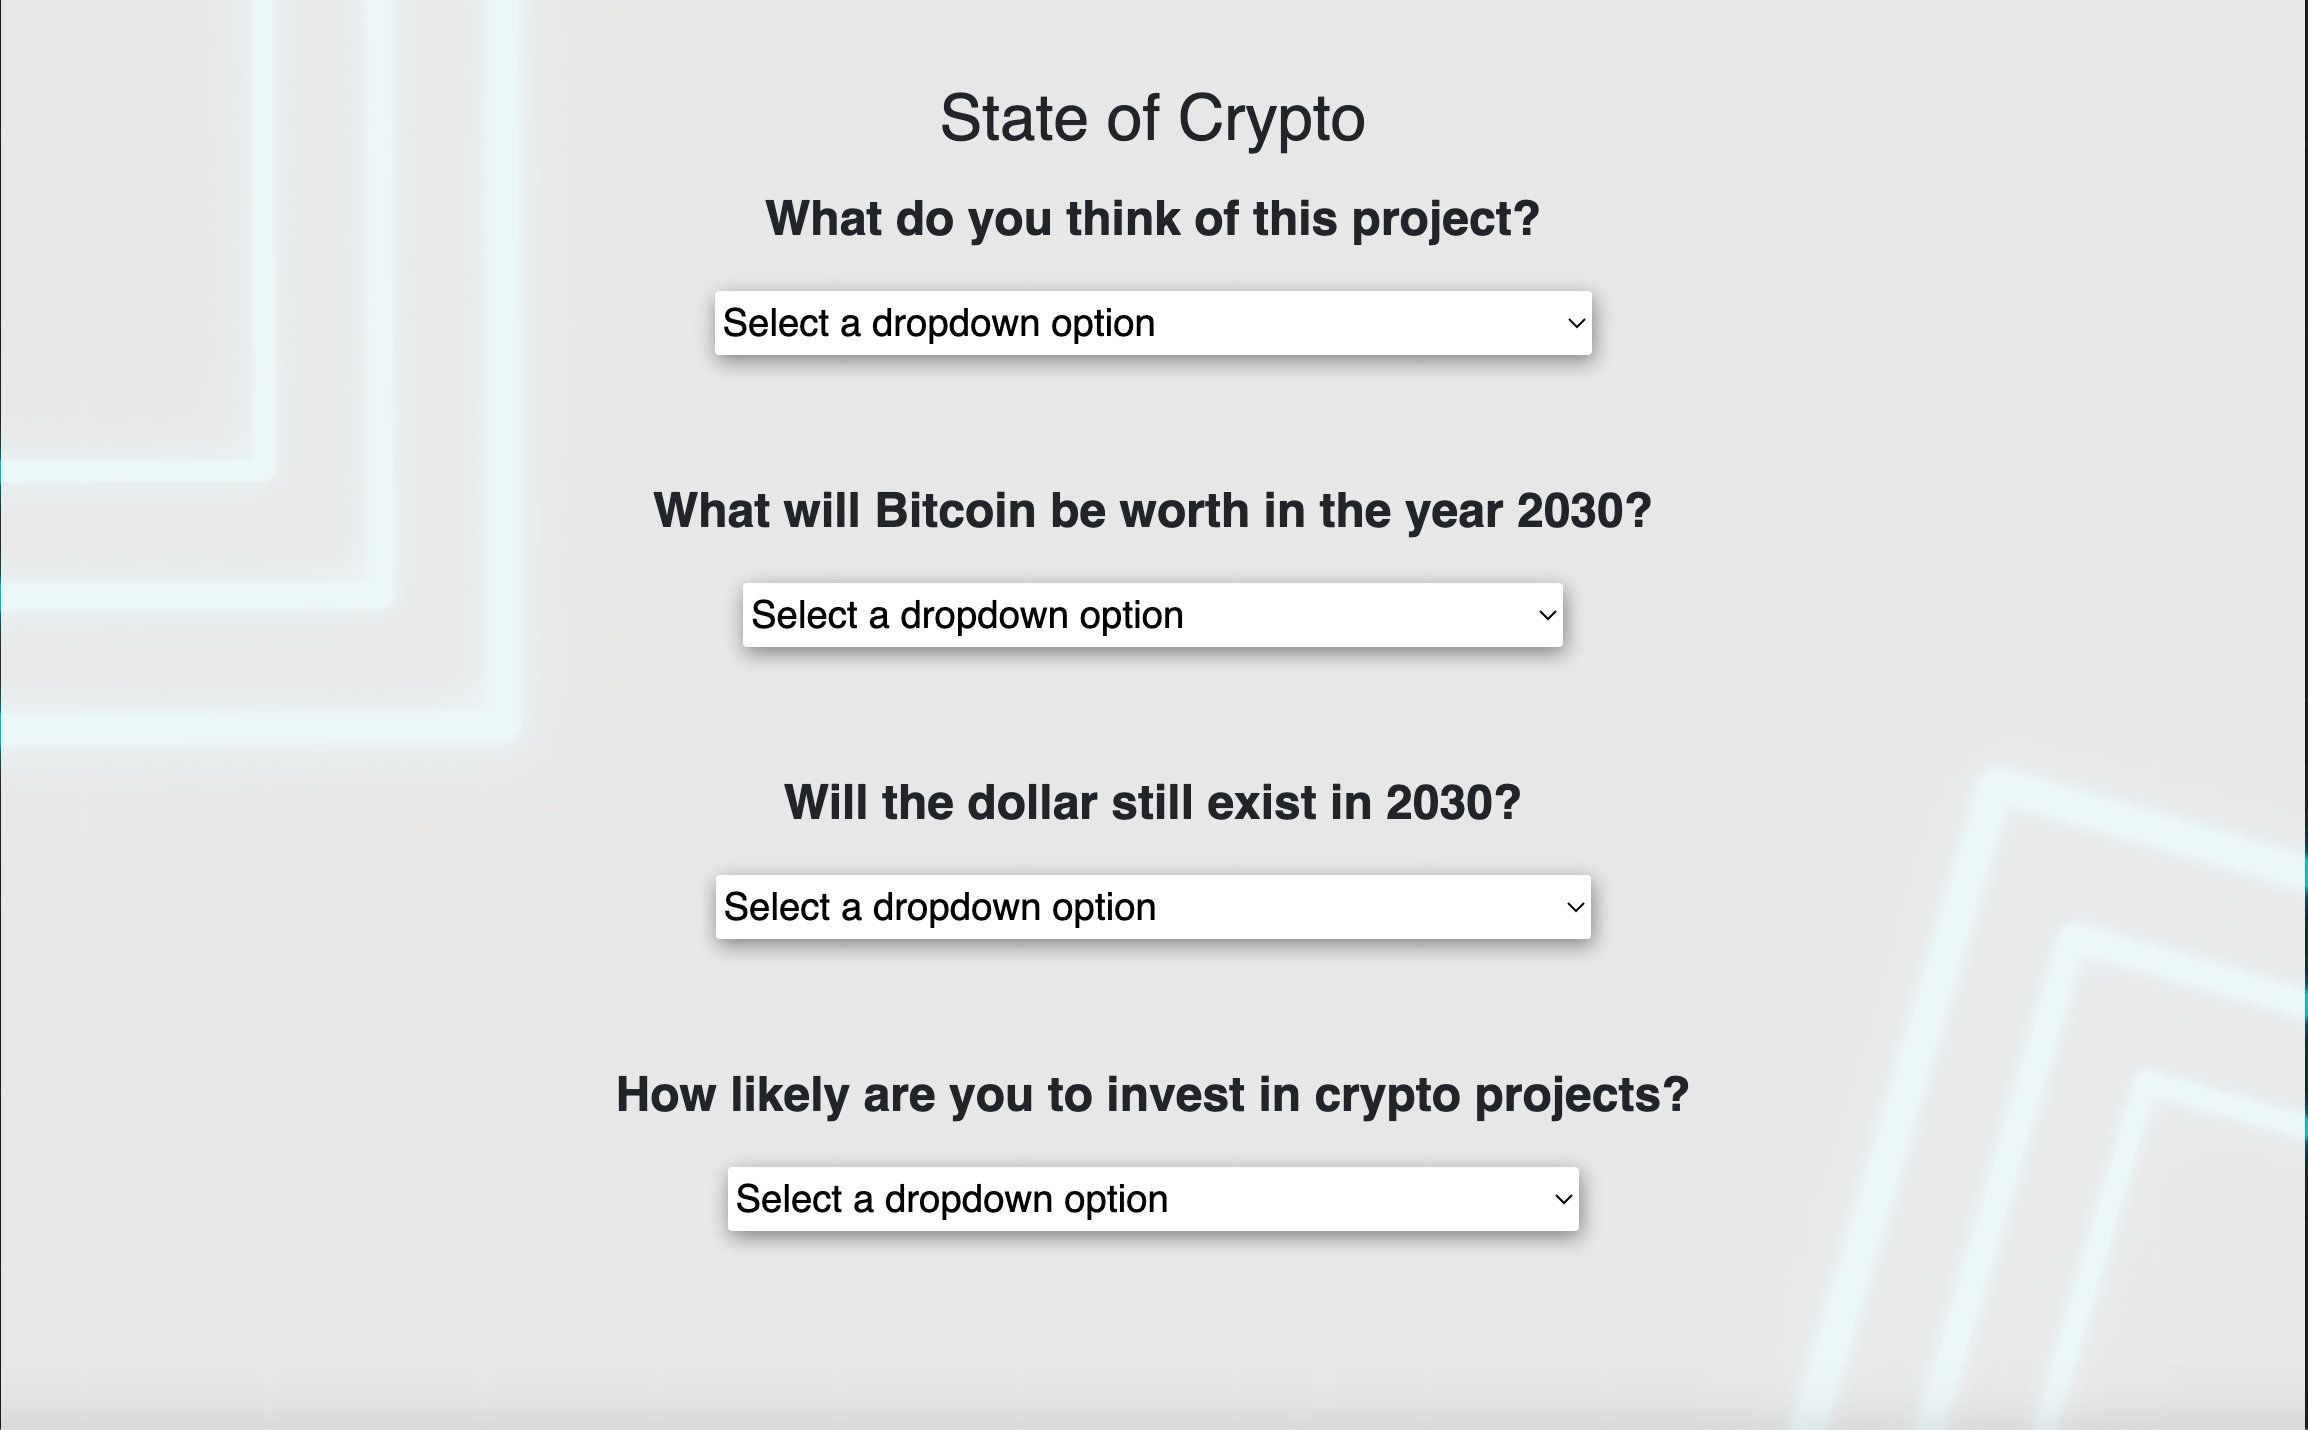 State of Crypto
What do you think of this project?
Select a dropdown option
What will Bitcoin be worth in the year 2030?
Select a dropdown option
Will the dollar still exist in 2030?
Select a dropdown option
How likely are you to invest in crypto projects?
Select a dropdown option